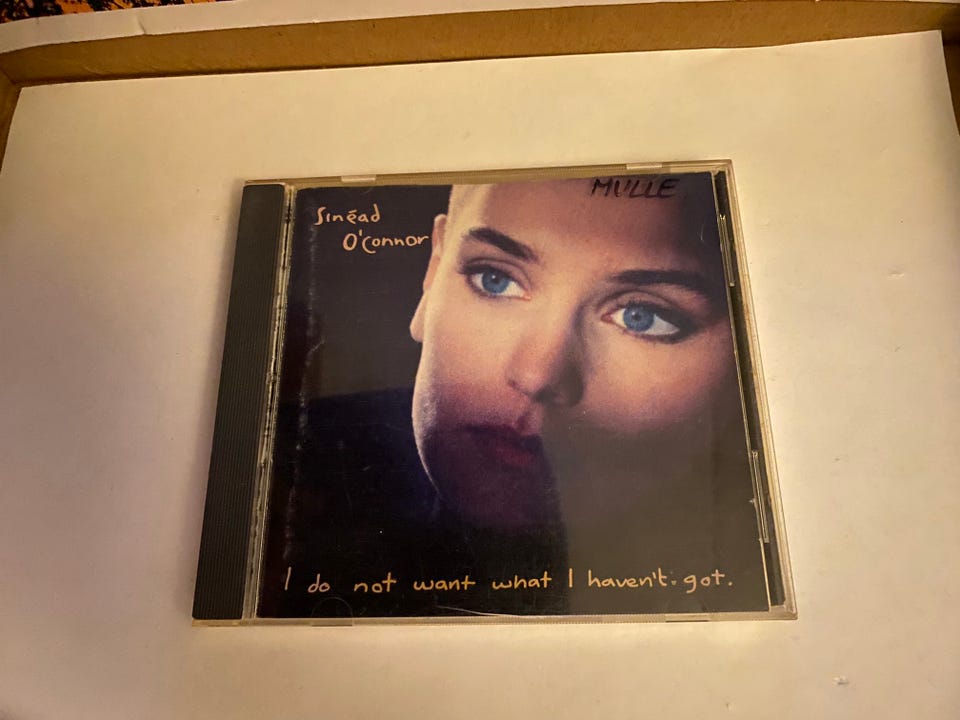 MULLE
Sinéad
O'Connor
I do not want what I haven't got.